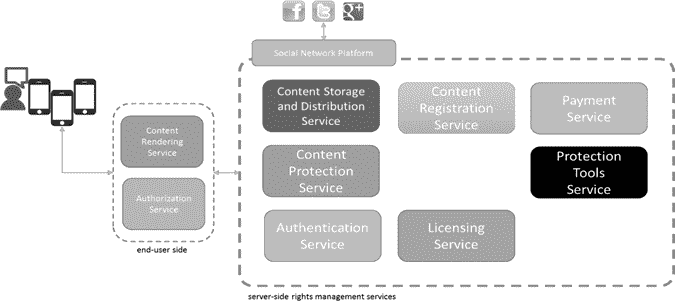 f
g+
Social Network Platform
Content Storage
and Distribution
Service
Content
Registration
Service
Payment
Service
Content
Rendering
Service
Content
Protection
Service
Protection
Tools
Service
Authorization
Service
Authentication
Service
Licensing
Service
end-user side
server-side rights management services